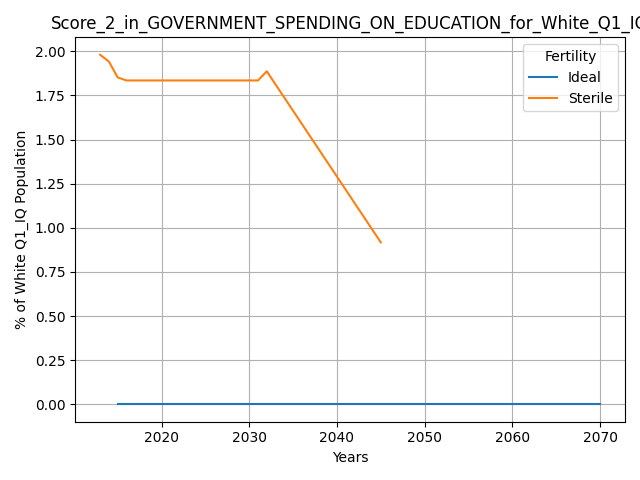 Score_2_in_GOVERNMENT_SPENDING_ON_EDUCATION_for_White_Q1_IQ
% of White Q1_IQ Population
2.00
1.75
1.50
1.25
1.00
0.75
0.50
0.25
0.00
Fertility
Ideal
Sterile
2020 2030 2040 2050 2060 2070
Years